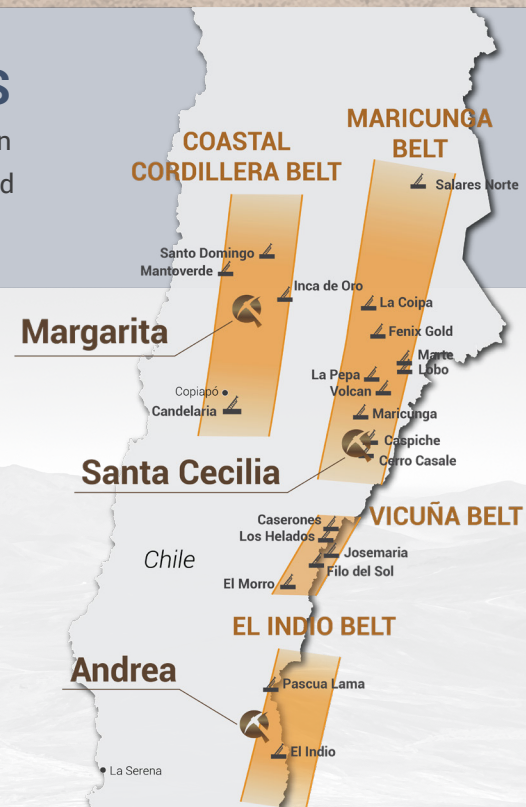 S
n
d
MARICUNGA
BELT
COASTAL
CORDILLERA BELT
Salares Norte
Santo Domingo
Mantoverde
Inca de Oro
La Coipa
Margarita
Fenix Gold
Marte
Lobo
La Pepa
Volcan
Copiapó
Candelaria
Maricunga
Caspiche
Cerro Casale
Santa Cecilia
VICUÑA BELT
Caserones
Los Helados
Josemaria
Chile
Filo del Sol
El Morro
EL INDIO BELT
Andrea
Pascua Lama
El Indio
La Serena